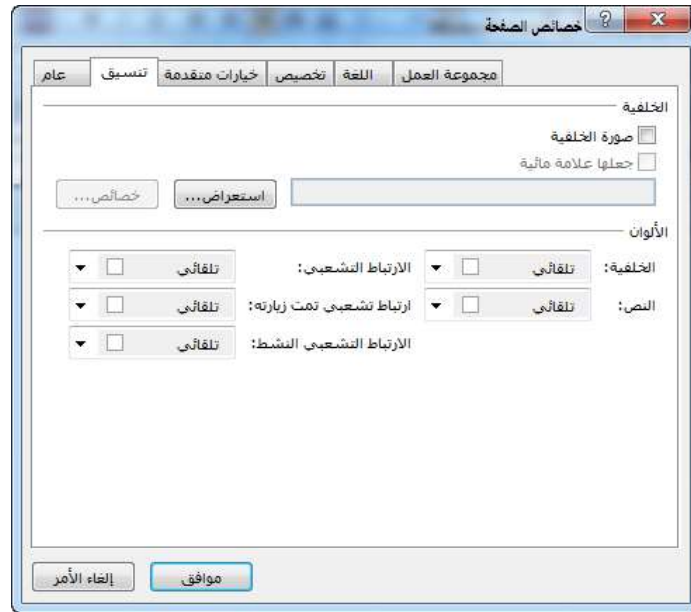 خصائص الصفحة
عام تنسيق خيارات متقدمة تخصيص اللغة مجموعة العمل
الخلفية
صورة الخلفية
جعلها علامة مائية
استعراض... خصائص...
الألوان
الخلفية: تلقائي الارتباط التشعبي: تلقائي
النص: تلقائي ارتباط تشعبي تمت زيارته: تلقائي
الارتباط التشعبي النشط: تلقائي
موافق إلغاء الأمر